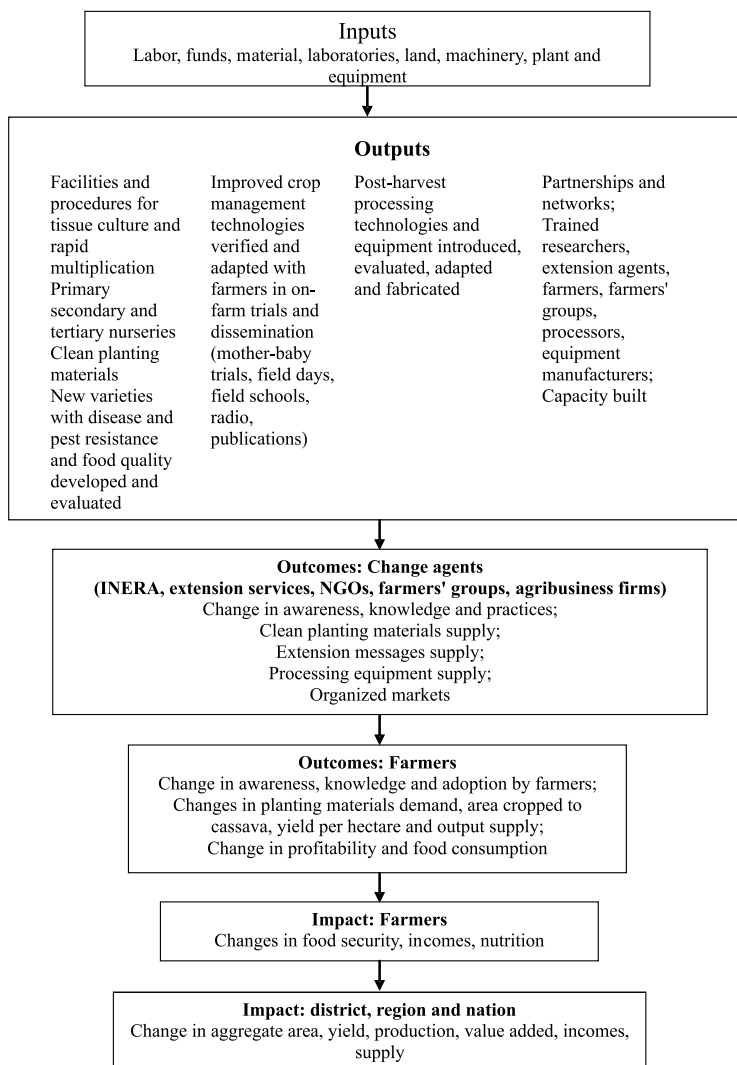 Inputs
Labor, funds, material, laboratories, land, machinery, plant and
equipment
Outputs
Facilities and
procedures for
tissue culture and
rapid
multiplication
Primary
secondary and
tertiary nurseries
Clean planting
materials
New varieties
with disease and
pest resistance
and food quality
developed and
evaluated
Improved crop
management
technologies
verified and
adapted with
farmers in on-
farm trials and
dissemination
(mother-baby
trials, field days,
field schools,
radio,
publications)
Post-harvest
processing
technologies and
equipment introduced,
evaluated, adapted
and fabricated
Partnerships and
networks;
Trained
researchers,
extension agents,
farmers, farmers'
groups,
processors,
equipment
manufacturers;
Capacity built
Outcomes: Change agents
(INERA, extension services, NGOs, farmers' groups, agribusiness firms)
Change in awareness, knowledge and practices;
Clean planting materials supply;
Extension messages supply;
Processing equipment supply;
Organized markets
Outcomes: Farmers
Change in awareness, knowledge and adoption by farmers;
Changes in planting materials demand, area cropped to
cassava, yield per hectare and output supply;
Change in profitability and food consumption
Impact: Farmers
Changes in food security, incomes, nutrition
Impact: district, region and nation
Change in aggregate area, yield, production, value added, incomes,
supply